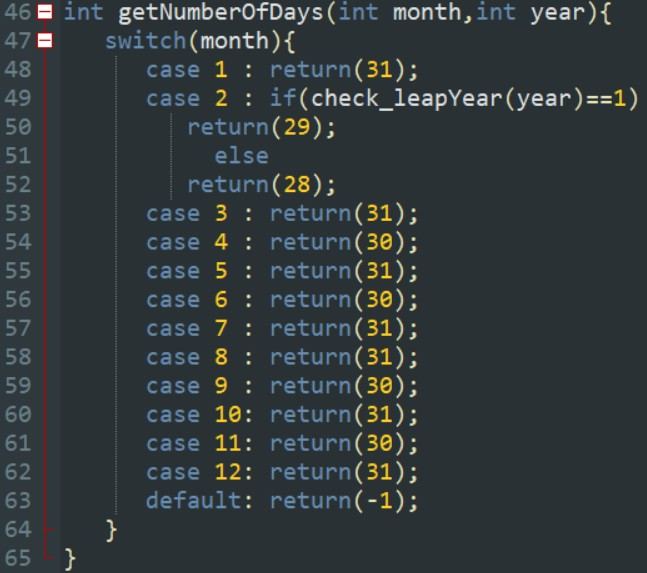 46 int getNumberOfDays(int month,int year){
47    switch(month){
48       case 1 : return(31);
49       case 2 : if(check_leapYear(year)==1)
50          return(29);
51            else
52          return(28);
53       case 3 : return(31);
54       case 4 : return(30);
55       case 5 : return(31);
56       case 6 : return(30);
57       case 7 : return(31);
58       case 8 : return(31);
59       case 9 : return(30);
60       case 10: return(31);
61       case 11: return(30);
62       case 12: return(31);
63       default: return(-1);
64    }
65 }